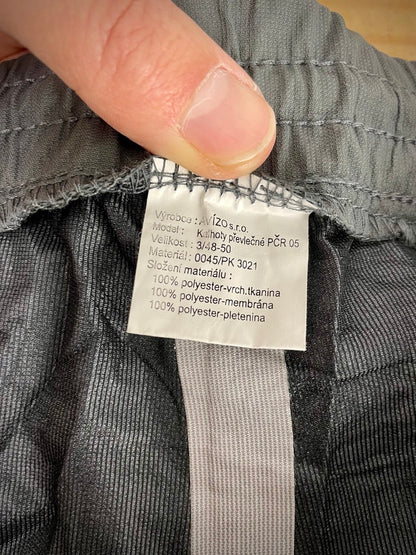 Výrobce : AVÍZO s.r.o.
Model : Kalhoty převlečné PČR 05
Velikost : 3/48-50
Materiál : 0045/PK 3021
Složení materiálu :
100% polyester-vrch.tkanina
100% polyester-membrána
100% polyester-pletenina